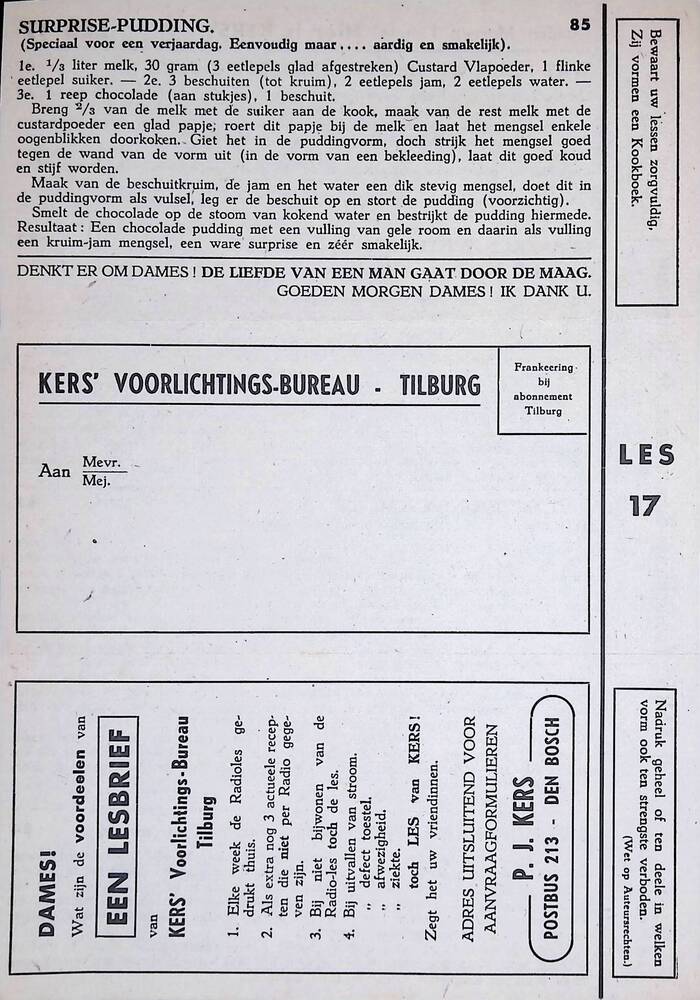 SURPRISE-PUDDING. 85
(Speciaal voor een verjaardag. Eenvoudig maar.... aardig en smakelijk).
1e. 1/3 liter melk, 30 gram (3 eetlepels glad afgestreken) Custard Vlapoeder, 1 flinke
eetlepel suiker. — 2e. 3 beschuiten (tot kruim), 2 eetlepels jam, 2 eetlepels water. —
3e. 1 reep chocolade (aan stukjes), 1 beschuit.
Breng 2/3 van de melk met de suiker aan de kook, maak van de rest melk met de
custardpoeder een glad papje; roert dit papje bij de melk en laat het mengsel enkele
oogenblikken doorkoken. Giet het in de puddingvorm, doch strijk het mengsel goed
tegen de wand van de vorm uit (in de vorm van een bekleeding), laat dit goed koud
en stijf worden.
Maak van de beschuitkruim, de jam en het water een dik stevig mengsel, doet dit in
de puddingvorm als vulsel, leg er de beschuit op en stort de pudding (voorzichtig).
Smelt de chocolade op de stoom van kokend water en bestrijkt de pudding hiermede.
Resultaat: Een chocolade pudding met een vulling van gele room en daarin als vulling
een kruim-jam mengsel, een ware surprise en zéér smakelijk.
DENKT ER OM DAMES! DE LIEFDE VAN EEN MAN GAAT DOOR DE MAAG.
GOEDEN MORGEN DAMES! IK DANK U.
KERS' VOORLICHTINGS-BUREAU - TILBURG
Frankeering
bij
abonnement
Tilburg
Aan Mevr.
Mej.
DAMES!
Wat zijn de voordeelen van
EEN LESBRIEF
van
KERS' Voorlichtings-Bureau
Tilburg
1. Elke week de Radioles ge-
drukt thuis.
2. Als extra nog 3 actueele recep-
ten die niet per Radio gege-
ven zijn.
3. Bij niet bijwonen van de
Radio-les toch de les.
4. Bij uitvallen van stroom.
„ defect toestel.
„ afwezigheid.
„ ziekte.
toch LES van KERS!
Zegt het uw vriendinnen.
ADRES UITSLUITEND VOOR
AANVRAAGFORMULIEREN
P. J. KERS
POSTBUS 213 - DEN BOSCH
Bewaart uw lessen zorgvuldig,
Zij vormen een Kookboek.
LES
17
Nadruk geheel of ten deele in welken
vorm ook ten strengste verboden.
(Wet op Auteursrechten.)